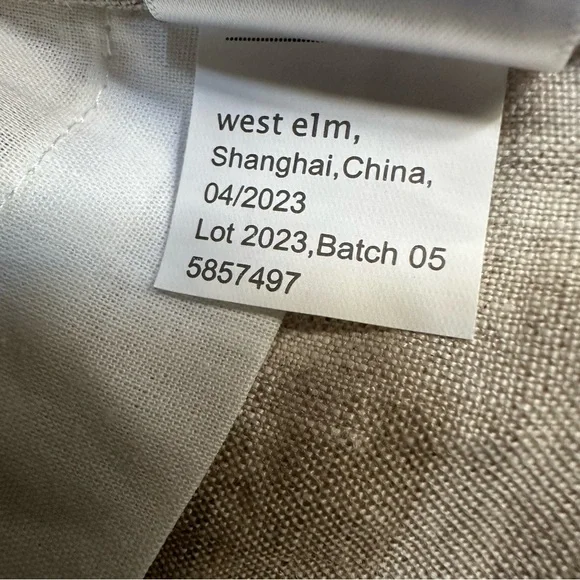 west elm,
Shanghai,China,
04/2023
Lot 2023,Batch 05
5857497